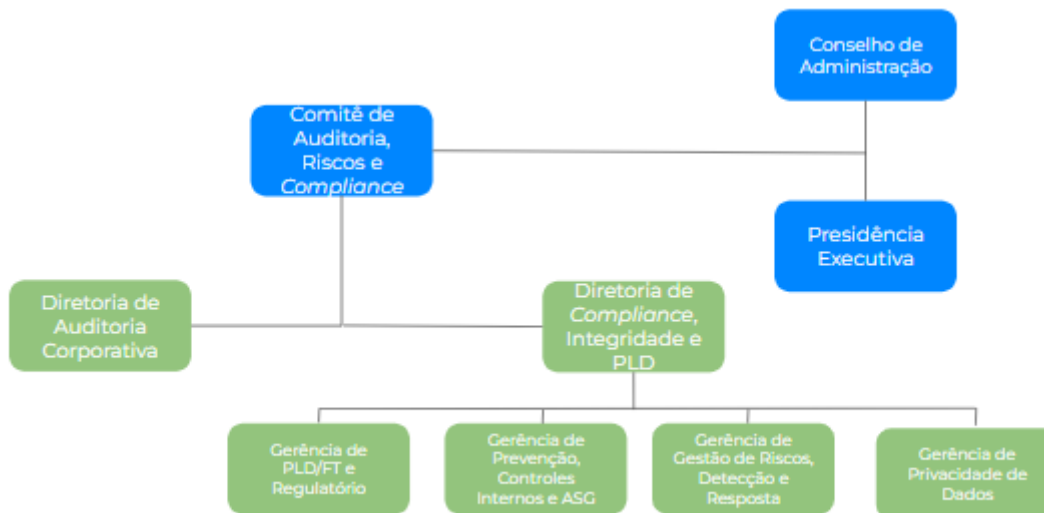 Conselho de
Administração
Comitê de
Auditoria,
Riscos e
Compliance
Presidência
Executiva
Diretoria de
Auditoria
Corporativa
Diretoria de
Compliance,
Integridade e
PLD
Gerência de
PLD/FT e
Regulatório
Gerência de
Prevenção,
Controles
Internos e ASG
Gerência de
Gestão de Riscos,
Detecção e
Resposta
Gerência de
Privacidade de
Dados